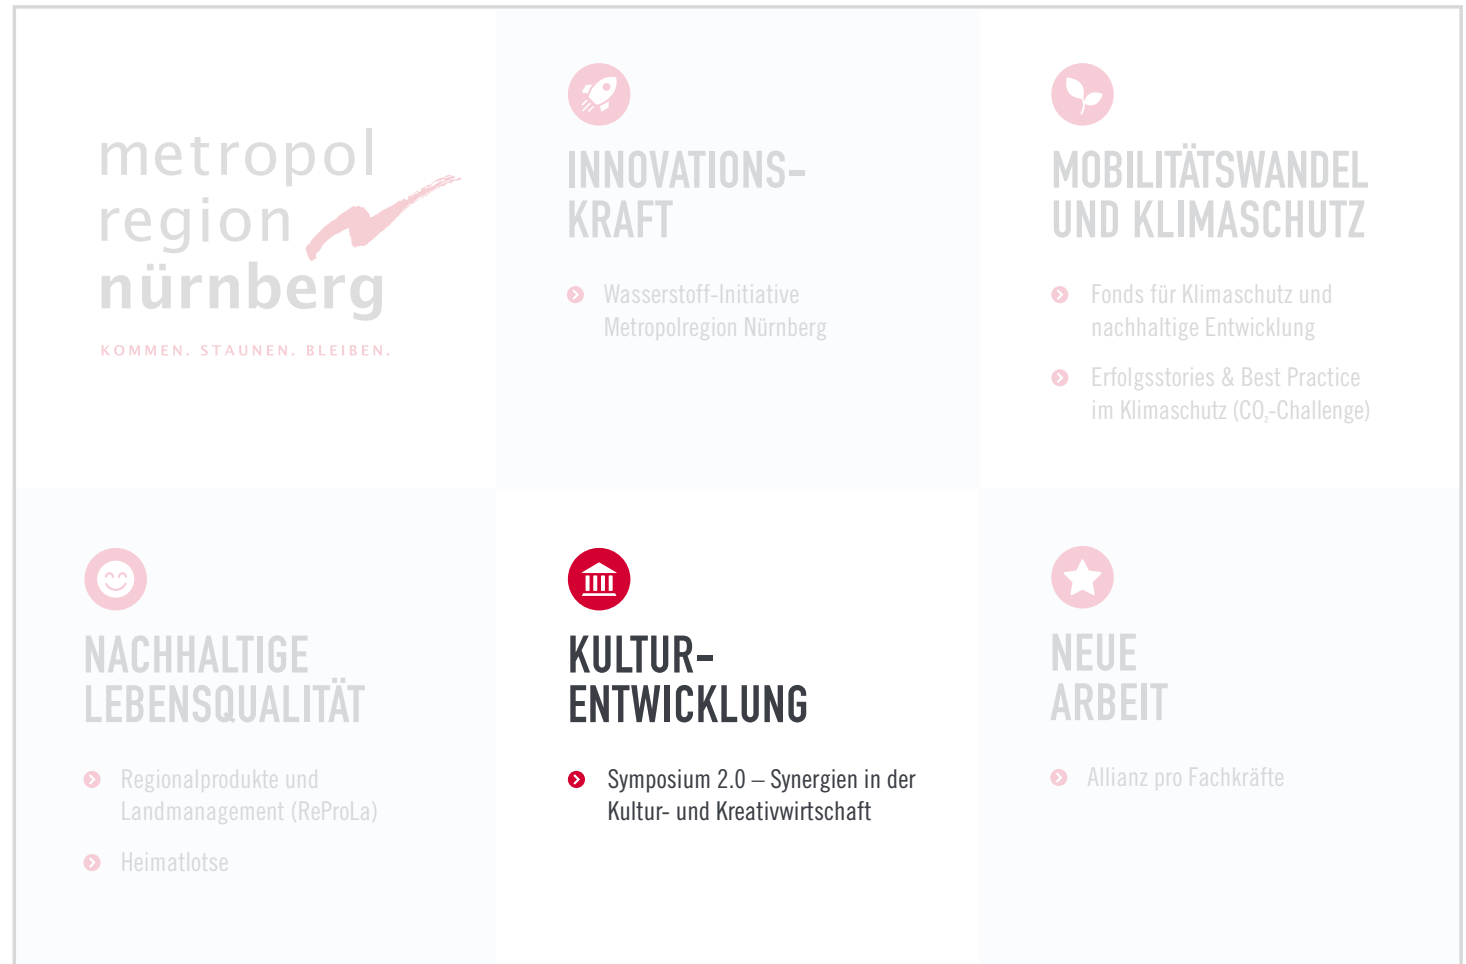 metropol
region
nürnberg
KOMMEN. STAUNEN. BLEIBEN.
INNOVATIONS-
KRAFT
Wasserstoff-Initiative
Metropolregion Nürnberg
MOBILITÄTSWANDEL
UND KLIMASCHUTZ
Fonds für Klimaschutz und
nachhaltige Entwicklung
Erfolgsstories & Best Practice
im Klimaschutz (CO₂-Challenge)
NACHHALTIGE
LEBENSQUALITÄT
Regionalprodukte und
Landmanagement (ReProLa)
Heimatlotse
KULTUR-
ENTWICKLUNG
Symposium 2.0 – Synergien in der
Kultur- und Kreativwirtschaft
NEUE
ARBEIT
Allianz pro Fachkräfte